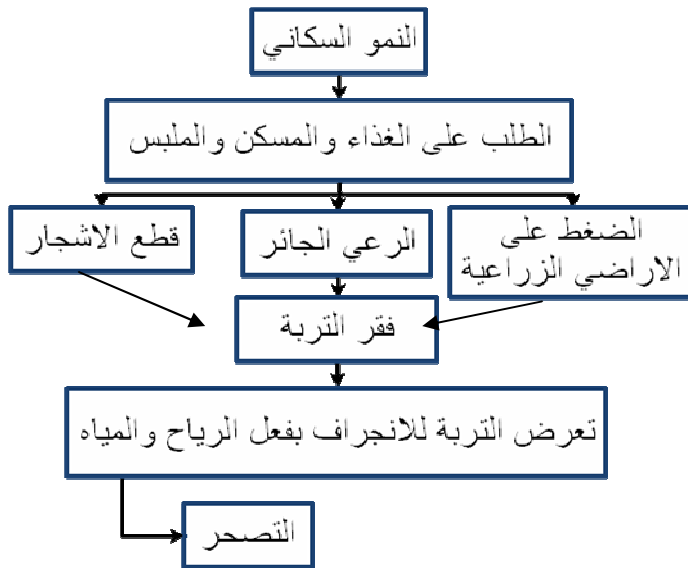 النمو السكاني
الطلب على الغذاء والمسكن والملبس
الضغط على
الاراضي الزراعية
الرعي الجائر
قطع الاشجار
فقر التربة
تعرض التربة للانجراف بفعل الرياح والمياه
التصحر